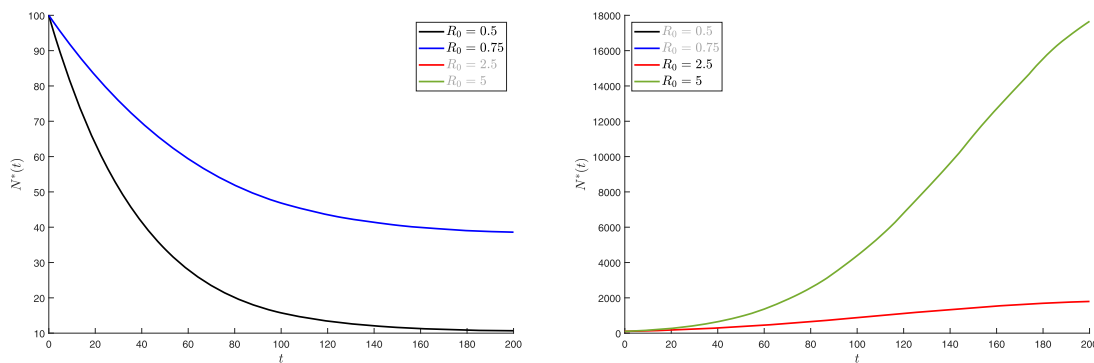 100
90
80
70
60
50
40
30
20
10
N*(t)
0 20 40 60 80 100 120 140 160 180 200
t
R₀ = 0.5
R₀ = 0.75
R₀ = 2.5
R₀ = 5
18000
16000
14000
12000
10000
8000
6000
4000
2000
0
N*(t)
0 20 40 60 80 100 120 140 160 180 200
t
R₀ = 0.5
R₀ = 0.75
R₀ = 2.5
R₀ = 5